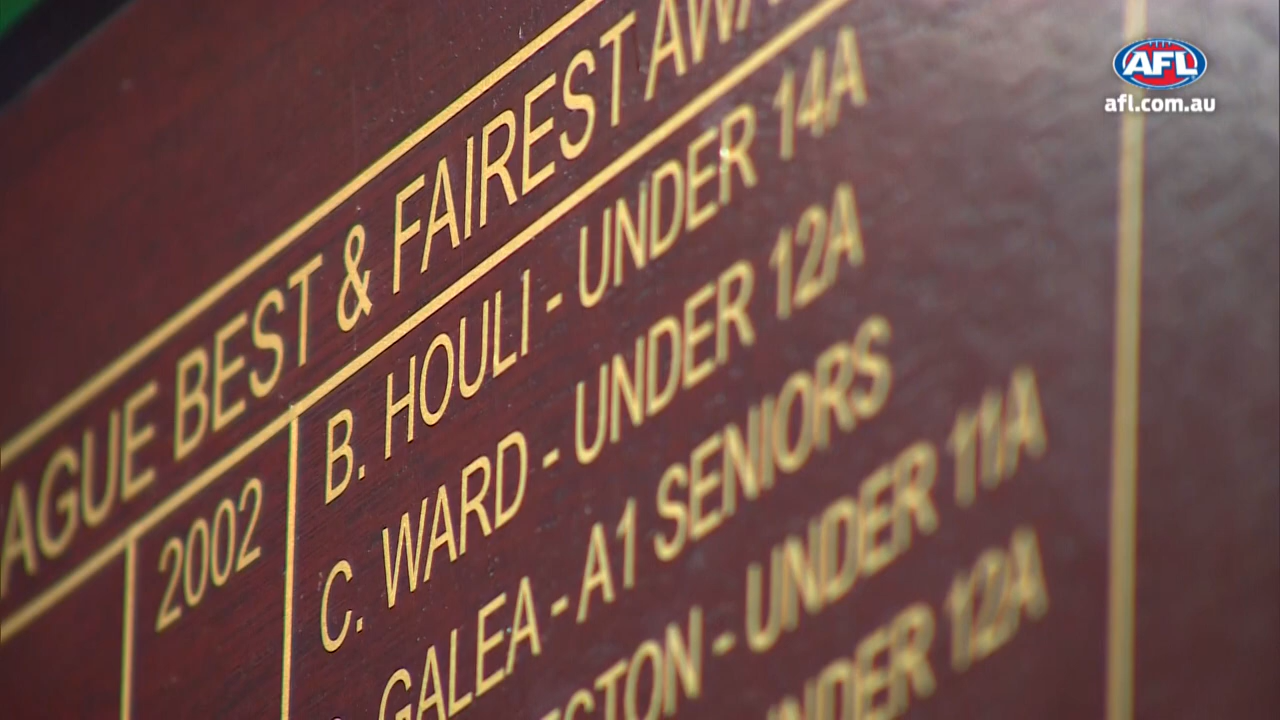 AFL
afl.com.au
AGUE BEST & FAIREST
2002 B. HOULI - UNDER 14A
C. WARD - UNDER 12A
GALEA - A1 SENIORS
STON - UNDER 11A
UNDER 12A